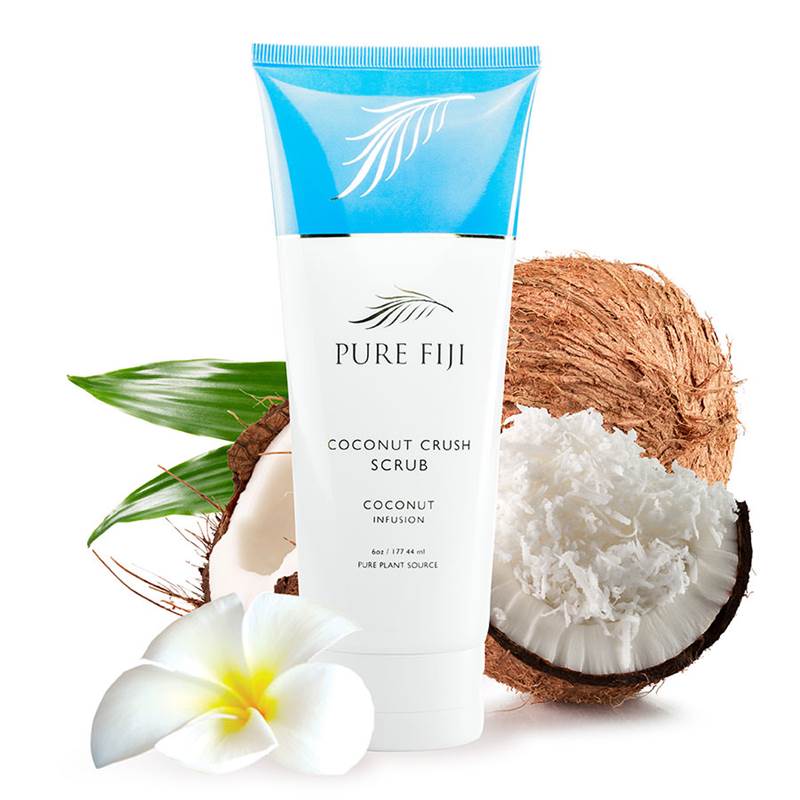 PURE FIJI
COCONUT CRUSH
SCRUB
COCONUT
INFUSION
6oz / 177 44 ml
PURE PLANT SOURCE